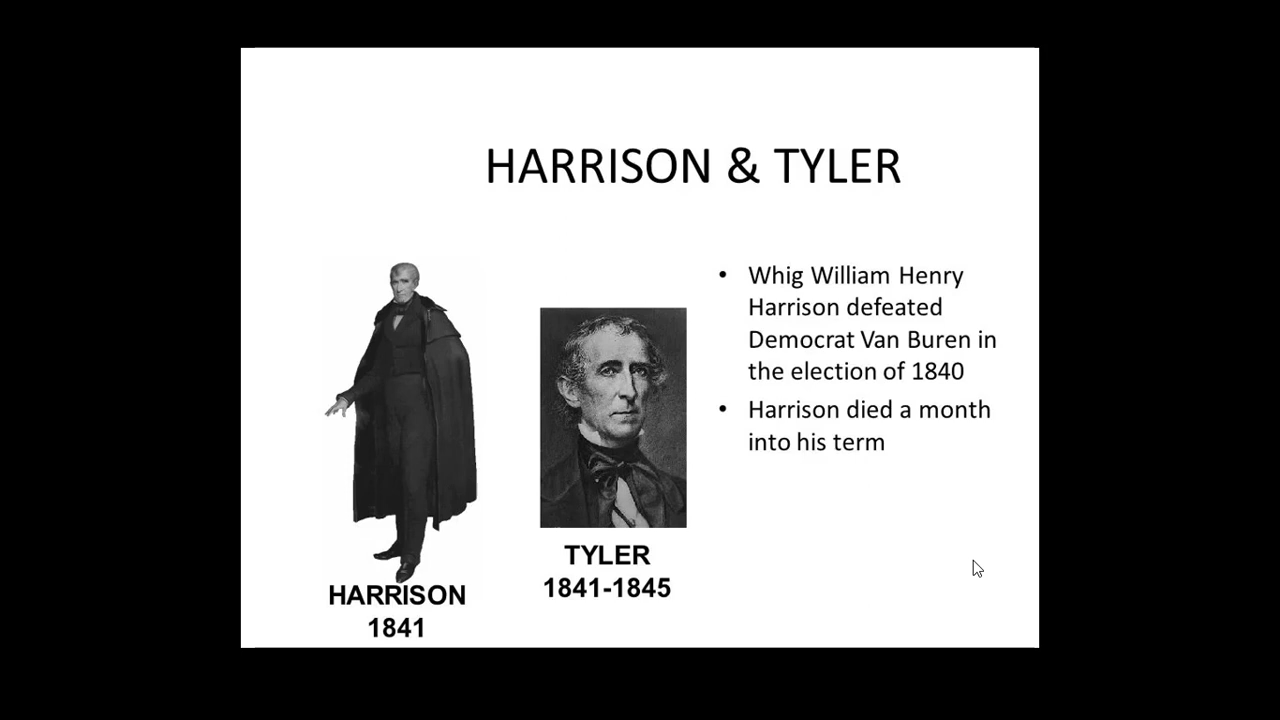 HARRISON & TYLER
• Whig William Henry
Harrison defeated
Democrat Van Buren in
the election of 1840
• Harrison died a month
into his term
TYLER
1841-1845
HARRISON
1841